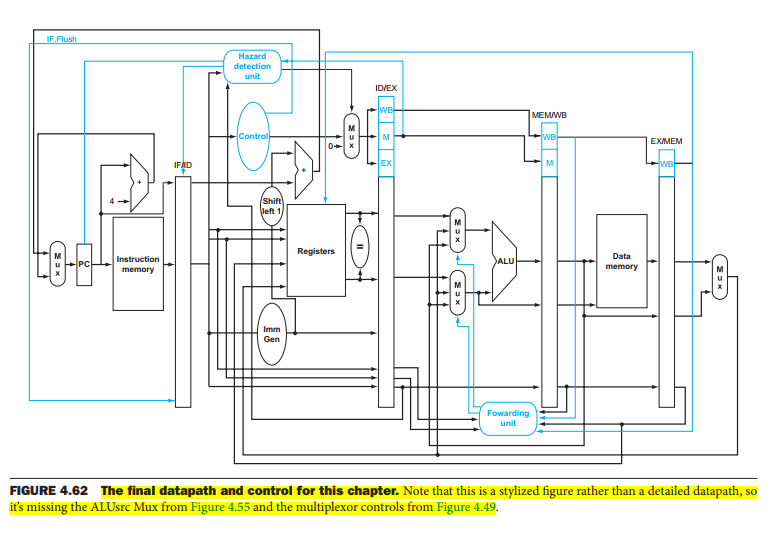 IF.Flush
Hazard
detection
unit
ID/EX
WB
M
EX
Control
M
u
x
0
MEM/WB
WB
M
EX/MEM
WB
IF/ID
+
4
+
Shift
left 1
M
u
x
PC
Instruction
memory
Registers
=
M
u
x
M
u
x
ALU
Data
memory
M
u
x
Imm
Gen
Fowarding
unit
FIGURE 4.62 The final datapath and control for this chapter. Note that this is a stylized figure rather than a detailed datapath, so
it's missing the ALUsrc Mux from Figure 4.55 and the multiplexor controls from Figure 4.49.